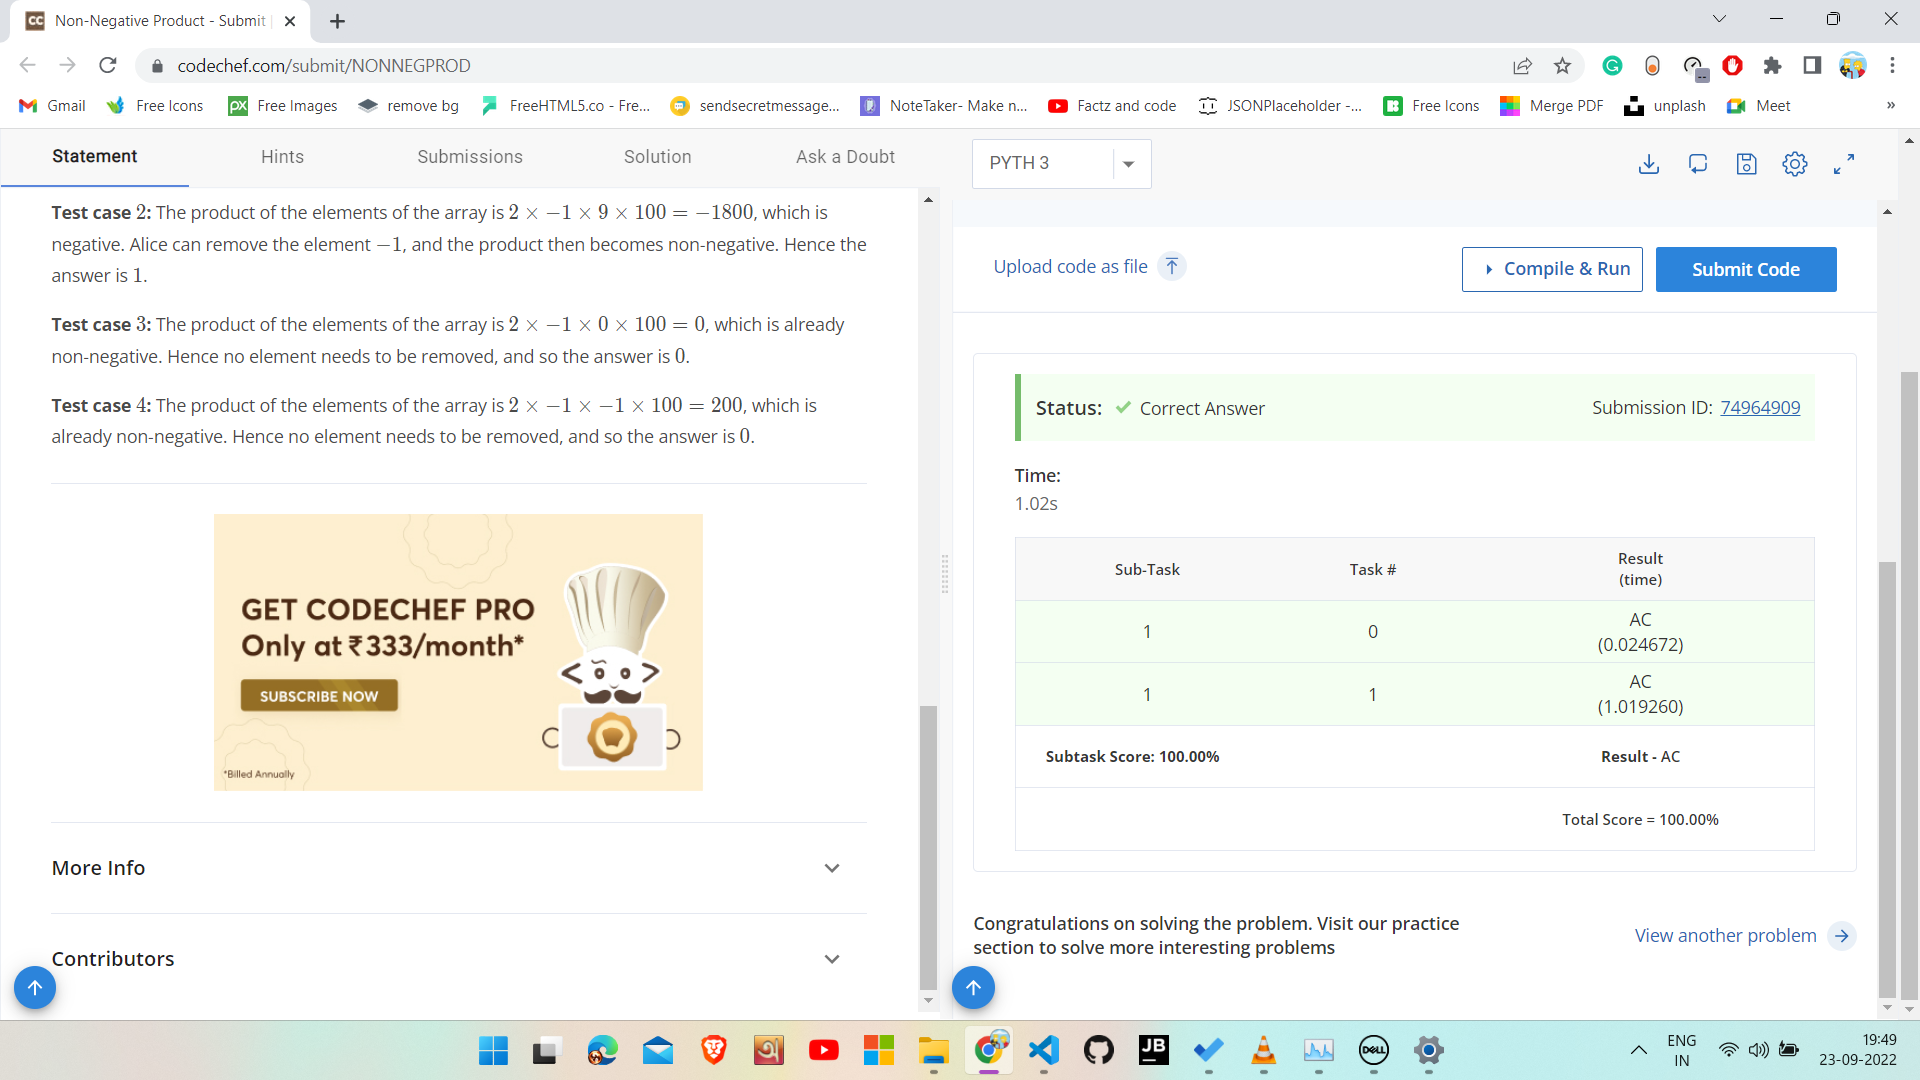 Non-Negative Product - Submit |
codechef.com/submit/NONNEGPROD
Gmail
Free Icons
Free Images
remove bg
FreeHTML5.co - Fre...
sendsecretmessage...
NoteTaker- Make n...
Factz and code
JSONPlaceholder -...
Free Icons
Merge PDF
unplash
Meet
»
Statement
Hints
Submissions
Solution
Ask a Doubt
Test case 2: The product of the elements of the array is 2 × −1 × 9 × 100 = −1800, which is
negative. Alice can remove the element −1, and the product then becomes non-negative. Hence the
answer is 1.
Test case 3: The product of the elements of the array is 2 × −1 × 0 × 100 = 0, which is already
non-negative. Hence no element needs to be removed, and so the answer is 0.
Test case 4: The product of the elements of the array is 2 × −1 × −1 × 100 = 200, which is
already non-negative. Hence no element needs to be removed, and so the answer is 0.
GET CODECHEF PRO
Only at ₹333/month*
SUBSCRIBE NOW
*Billed Annually
More Info
Contributors
PYTH 3
Upload code as file
Compile & Run
Submit Code
Status: Correct Answer
Submission ID: 74964909
Time:
1.02s
Sub-Task Task # Result
(time)
1 0 AC
(0.024672)
1 1 AC
(1.019260)
Subtask Score: 100.00% Result - AC
Total Score = 100.00%
Congratulations on solving the problem. Visit our practice
section to solve more interesting problems
View another problem
JB
DELL
ENG
IN
19:49
23-09-2022